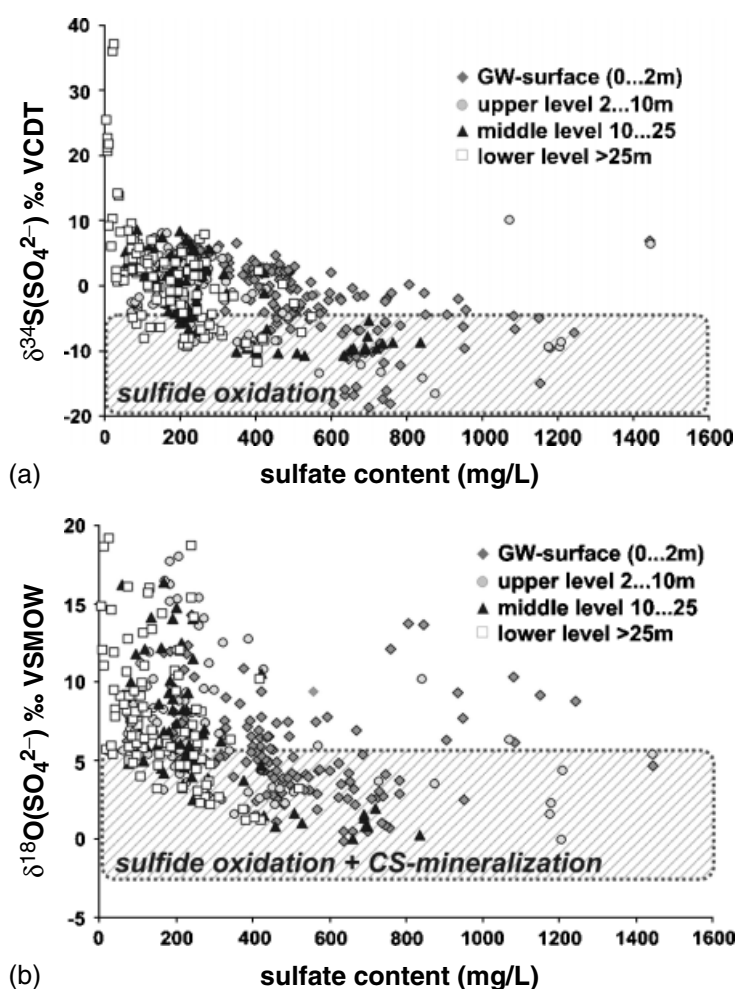 40
30
20
10
0
-10
-20
δ³⁴S(SO₄²⁻) ‰ VCDT
GW-surface (0...2m)
upper level 2...10m
middle level 10...25
lower level >25m
sulfide oxidation
0 200 400 600 800 1000 1200 1400 1600
(a) sulfate content (mg/L)
20
15
10
5
0
-5
δ¹⁸O(SO₄²⁻) ‰ VSMOW
GW-surface (0...2m)
upper level 2...10m
middle level 10...25
lower level >25m
sulfide oxidation + CS-mineralization
0 200 400 600 800 1000 1200 1400 1600
(b) sulfate content (mg/L)